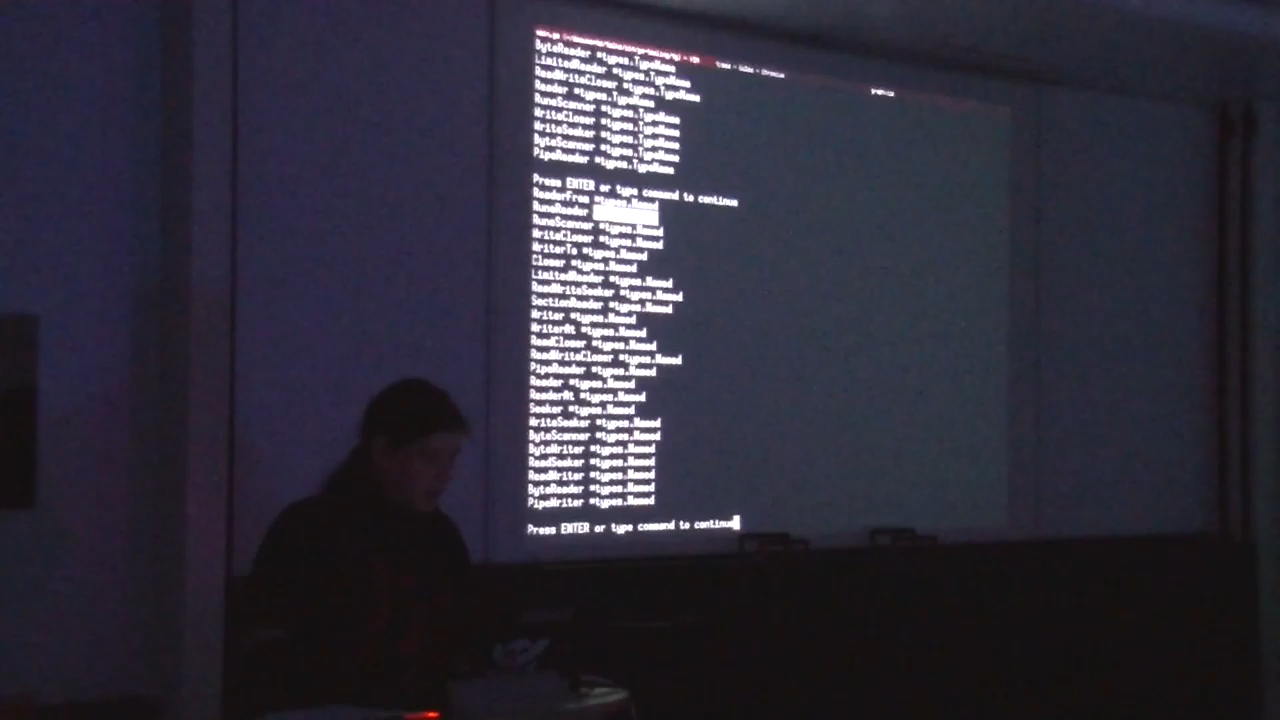 ByteReader *types.TypeName
LimitedReader *types.TypeName
ReadWriteCloser *types.TypeName
Reader *types.TypeName
RuneScanner *types.TypeName
WriteCloser *types.TypeName
WriteSeeker *types.TypeName
ByteScanner *types.TypeName
PipeReader *types.TypeName
Press ENTER or type command to continue
ReaderFrom *types.Named
RuneReader
RuneScanner *types.Named
WriteCloser *types.Named
WriterTo *types.Named
Closer *types.Named
LimitedReader *types.Named
ReadWriteSeeker *types.Named
SectionReader *types.Named
Writer *types.Named
WriterAt *types.Named
ReadCloser *types.Named
ReadWriteCloser *types.Named
PipeReader *types.Named
Reader *types.Named
ReaderAt *types.Named
Seeker *types.Named
WriteSeeker *types.Named
ByteScanner *types.Named
ByteWriter *types.Named
ReadSeeker *types.Named
ReadWriter *types.Named
ByteReader *types.Named
PipeWriter *types.Named
Press ENTER or type command to continue